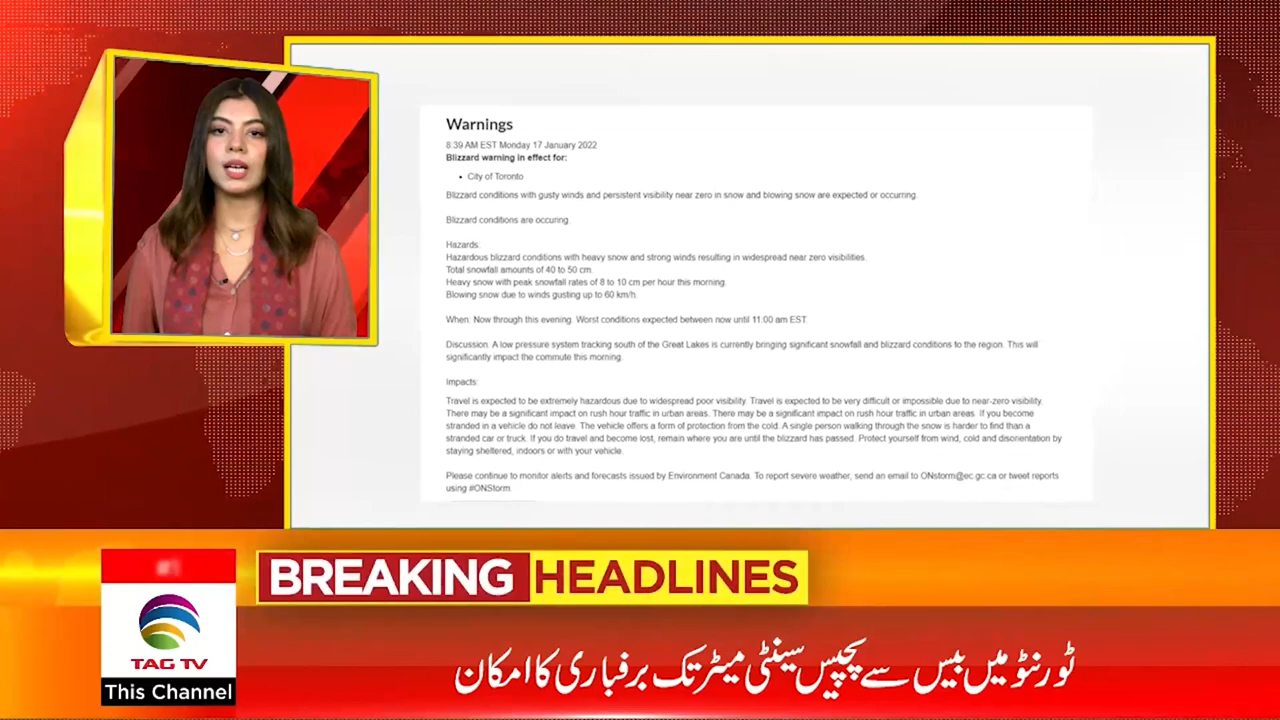 Warnings
8:39 AM EST Monday 17 January 2022
Blizzard warning in effect for:
• City of Toronto
Blizzard conditions with gusty winds and persistent visibility near zero in snow and blowing snow are expected or occurring.
Blizzard conditions are occuring.
Hazards:
Hazardous blizzard conditions with heavy snow and strong winds resulting in widespread near zero visibilities.
Total snowfall amounts of 40 to 50 cm.
Heavy snow with peak snowfall rates of 8 to 10 cm per hour this morning.
Blowing snow due to winds gusting up to 60 km/h.
When: Now through this evening. Worst conditions expected between now until 11:00 am EST
Discussion: A low pressure system tracking south of the Great Lakes is currently bringing significant snowfall and blizzard conditions to the region. This will
significantly impact the commute this morning.
Impacts:
Travel is expected to be extremely hazardous due to widespread poor visibility. Travel is expected to be very difficult or impossible due to near-zero visibility.
There may be a significant impact on rush hour traffic in urban areas. There may be a significant impact on rush hour traffic in urban areas. If you become
stranded in a vehicle do not leave. The vehicle offers a form of protection from the cold. A single person walking through the snow is harder to find than a
stranded car or truck. If you do travel and become lost, remain where you are until the blizzard has passed. Protect yourself from wind, cold and disorientation by
staying sheltered, indoors or with your vehicle.
Please continue to monitor alerts and forecasts issued by Environment Canada. To report severe weather, send an email to ONstorm@ec.gc.ca or tweet reports
using #ONStorm
BREAKING HEADLINES
TAG TV
This Channel
ٹورنٹو میں بیس سے پچیس سینٹی میٹر تک برفباری کا امکان